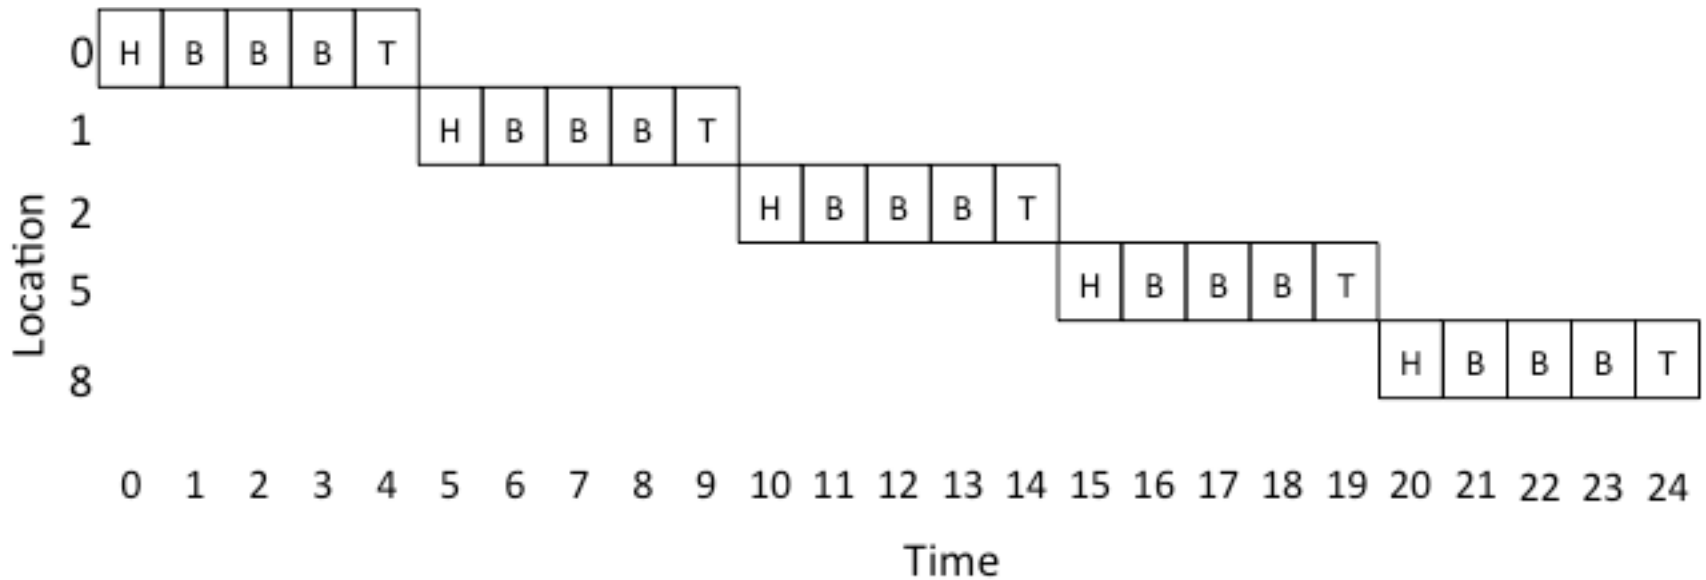 0 H B B B T
1 H B B B T
2 H B B B T
5 H B B B T
8 H B B B T
Location
0 1 2 3 4 5 6 7 8 9 10 11 12 13 14 15 16 17 18 19 20 21 22 23 24
Time